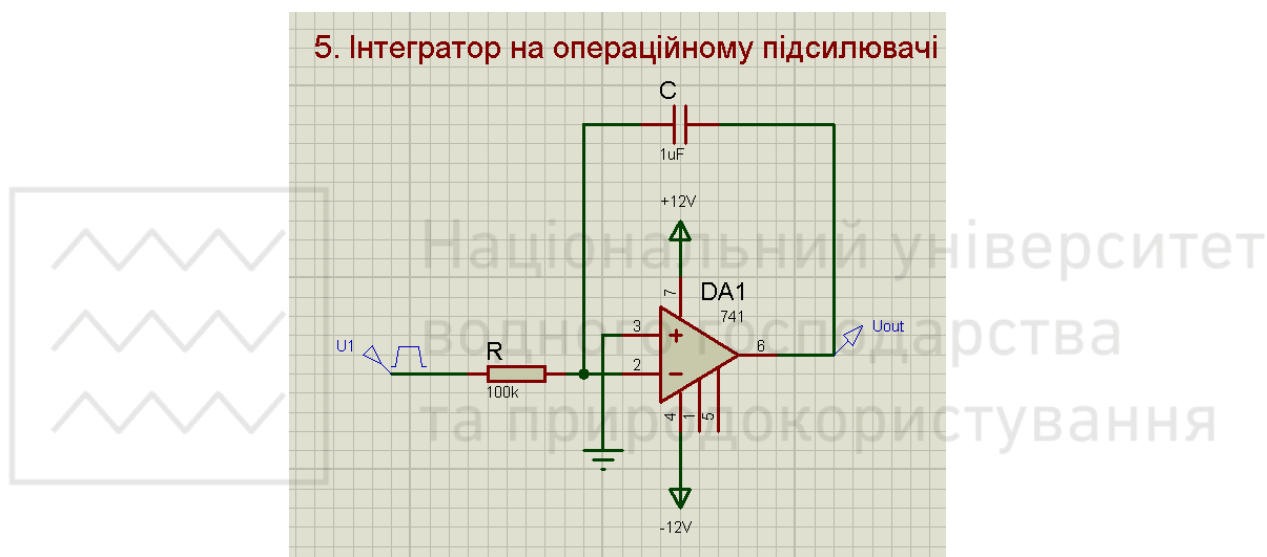 5. Інтегратор на операційному підсилювачі
C
1uF
+12V
Національний університет
7
DA1
741
3
водного господарства
6
Uout
U1
R
2
100k
4
1
5
та природокористування
-12V